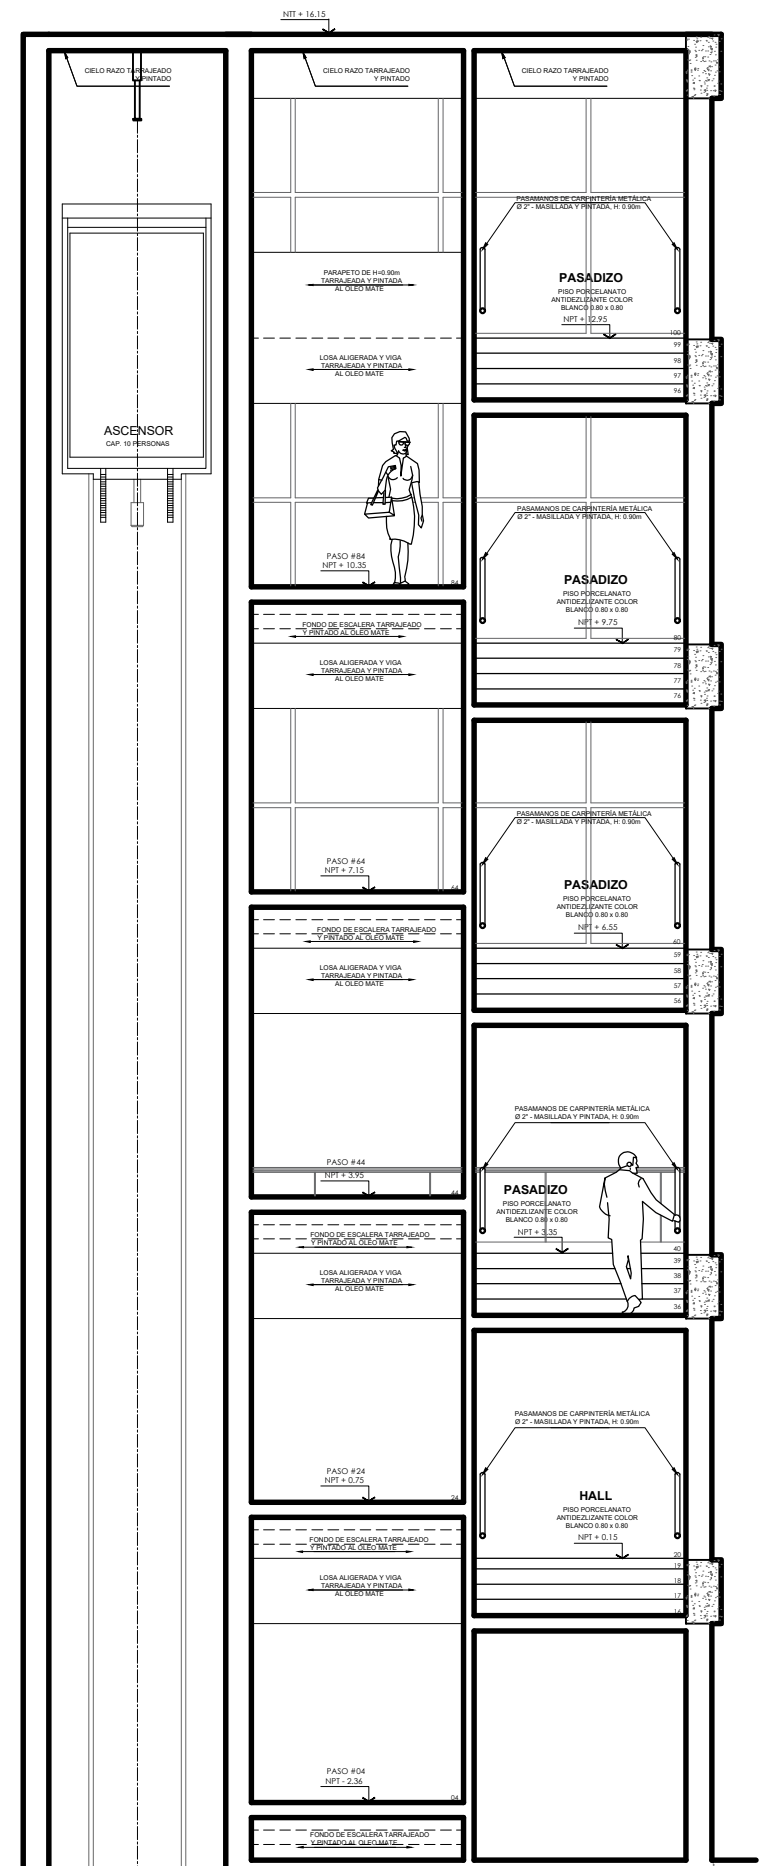 NTT + 16.15
CIELO RAZO TARRAJEADO
Y PINTADO
CIELO RAZO TARRAJEADO
Y PINTADO
CIELO RAZO TARRAJEADO
Y PINTADO
PASAMANOS DE CARPINTERÍA METÁLICA
Ø 2" - MASILLADA Y PINTADA, H: 0.90m
PARAPETO DE H=0.90m
TARRAJEADA Y PINTADA
AL OLEO MATE
PASADIZO
PISO PORCELANATO
ANTIDEZLIZANTE COLOR
BLANCO 0.80 x 0.80
NPT + 12.95
100
99
98
97
96
LOSA ALIGERADA Y VIGA
TARRAJEADA Y PINTADA
AL OLEO MATE
ASCENSOR
CAP. 10 PERSONAS
PASAMANOS DE CARPINTERÍA METÁLICA
Ø 2" - MASILLADA Y PINTADA, H: 0.90m
PASO #84
NPT + 10.35
84
PASADIZO
PISO PORCELANATO
ANTIDEZLIZANTE COLOR
BLANCO 0.80 x 0.80
NPT + 9.75
80
79
78
77
76
FONDO DE ESCALERA TARRAJEADO
Y PINTADO AL OLEO MATE
LOSA ALIGERADA Y VIGA
TARRAJEADA Y PINTADA
AL OLEO MATE
PASAMANOS DE CARPINTERÍA METÁLICA
Ø 2" - MASILLADA Y PINTADA, H: 0.90m
PASO #64
NPT + 7.15
64
PASADIZO
PISO PORCELANATO
ANTIDEZLIZANTE COLOR
BLANCO 0.80 x 0.80
NPT + 6.55
60
59
58
57
56
FONDO DE ESCALERA TARRAJEADO
Y PINTADO AL OLEO MATE
LOSA ALIGERADA Y VIGA
TARRAJEADA Y PINTADA
AL OLEO MATE
PASAMANOS DE CARPINTERÍA METÁLICA
Ø 2" - MASILLADA Y PINTADA, H: 0.90m
PASO #44
NPT + 3.95
44
PASADIZO
PISO PORCELANATO
ANTIDEZLIZANTE COLOR
BLANCO 0.80 x 0.80
NPT + 3.35
40
39
38
37
36
FONDO DE ESCALERA TARRAJEADO
Y PINTADO AL OLEO MATE
LOSA ALIGERADA Y VIGA
TARRAJEADA Y PINTADA
AL OLEO MATE
PASAMANOS DE CARPINTERÍA METÁLICA
Ø 2" - MASILLADA Y PINTADA, H: 0.90m
PASO #24
NPT + 0.75
24
HALL
PISO PORCELANATO
ANTIDEZLIZANTE COLOR
BLANCO 0.80 x 0.80
NPT + 0.15
20
19
18
17
16
FONDO DE ESCALERA TARRAJEADO
Y PINTADO AL OLEO MATE
LOSA ALIGERADA Y VIGA
TARRAJEADA Y PINTADA
AL OLEO MATE
PASO #04
NPT - 2.36
04
FONDO DE ESCALERA TARRAJEADO
Y PINTADO AL OLEO MATE